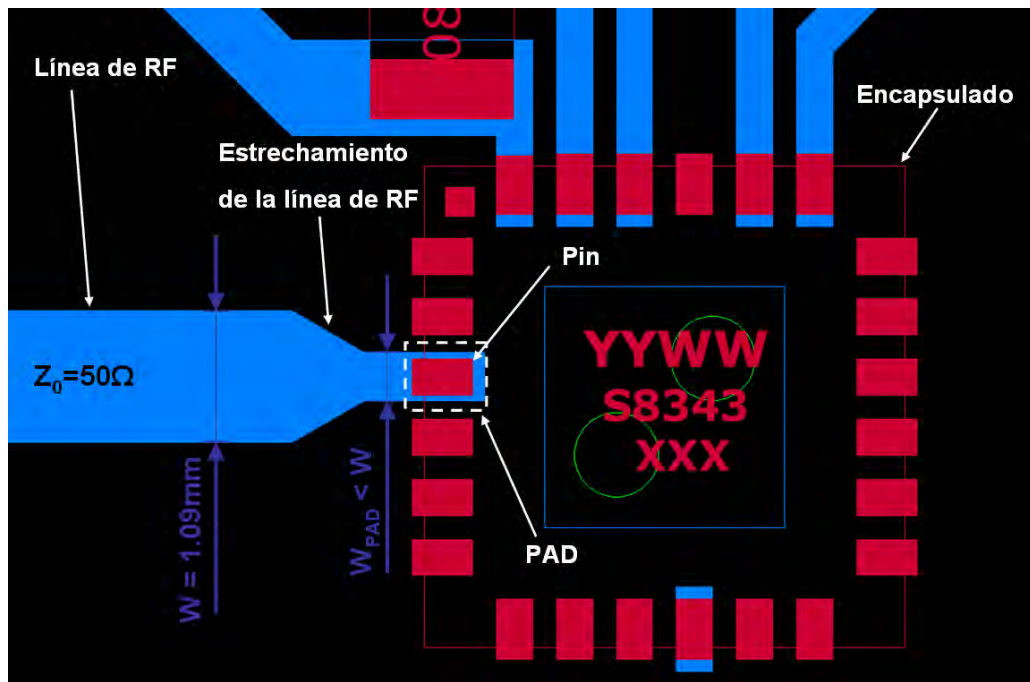 08
Línea de RF
Encapsulado
Estrechamiento
de la línea de RF
Pin
Z0=50Ω
W = 1.09mm
WPAD < W
PAD
YYWW
S8343
XXX